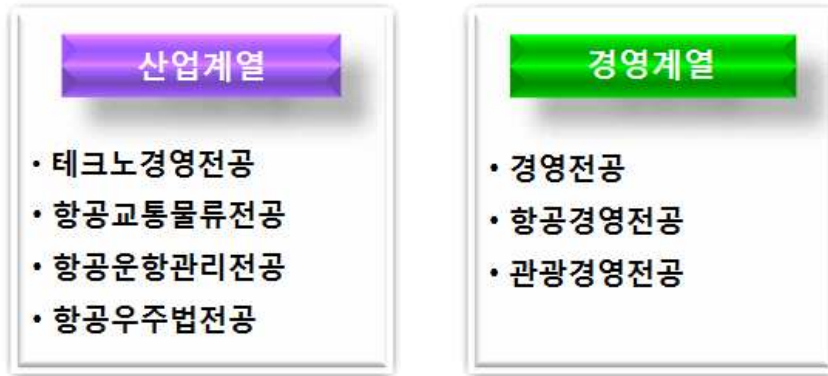 산업계열
• 테크노경영전공
• 항공교통물류전공
• 항공운항관리전공
• 항공우주법전공
경영계열
• 경영전공
• 항공경영전공
• 관광경영전공